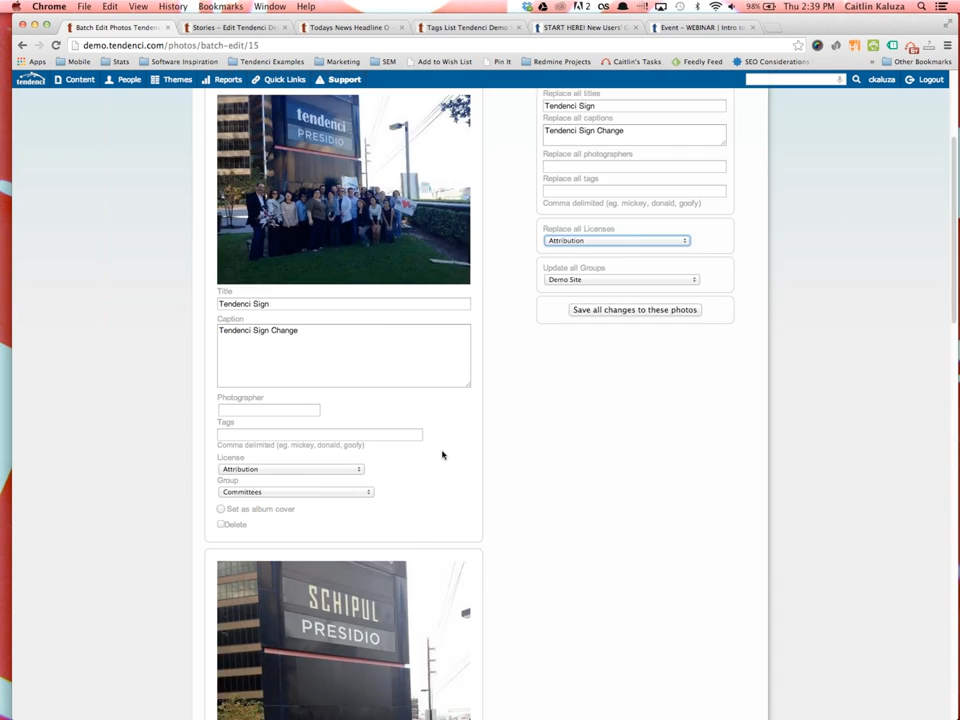 Chrome File Edit View History Bookmarks Window Help
2 98% Thu 2:39 PM Caitlin Kaluza
Batch Edit Photos Tendenc
Stories – Edit Tendenci De
Todays News Headline O
Tags List Tendenci Demo
START HERE! New Users' G
Event – WEBINAR | Intro to
demo.tendenci.com/photos/batch-edit/15
Apps Mobile Stats Software Inspiration Tendenci Examples Marketing SEM Add to Wish List Pin It Redmine Projects Caitlin's Tasks Feedly Feed SEO Considerations » Other Bookmarks
tendenci Content People Themes Reports Quick Links Support ckaluza Logout
tendenci
PRESIDIO
Title
Tendenci Sign
Caption
Tendenci Sign Change
Photographer
Tags
Comma delimited (eg. mickey, donald, goofy)
License
Attribution
Group
Committees
Set as album cover
Delete
SCHIPUL
PRESIDIO
Replace all titles
Tendenci Sign
Replace all captions
Tendenci Sign Change
Replace all photographers
Replace all tags
Comma delimited (eg. mickey, donald, goofy)
Replace all Licenses
Attribution
Update all Groups
Demo Site
Save all changes to these photos